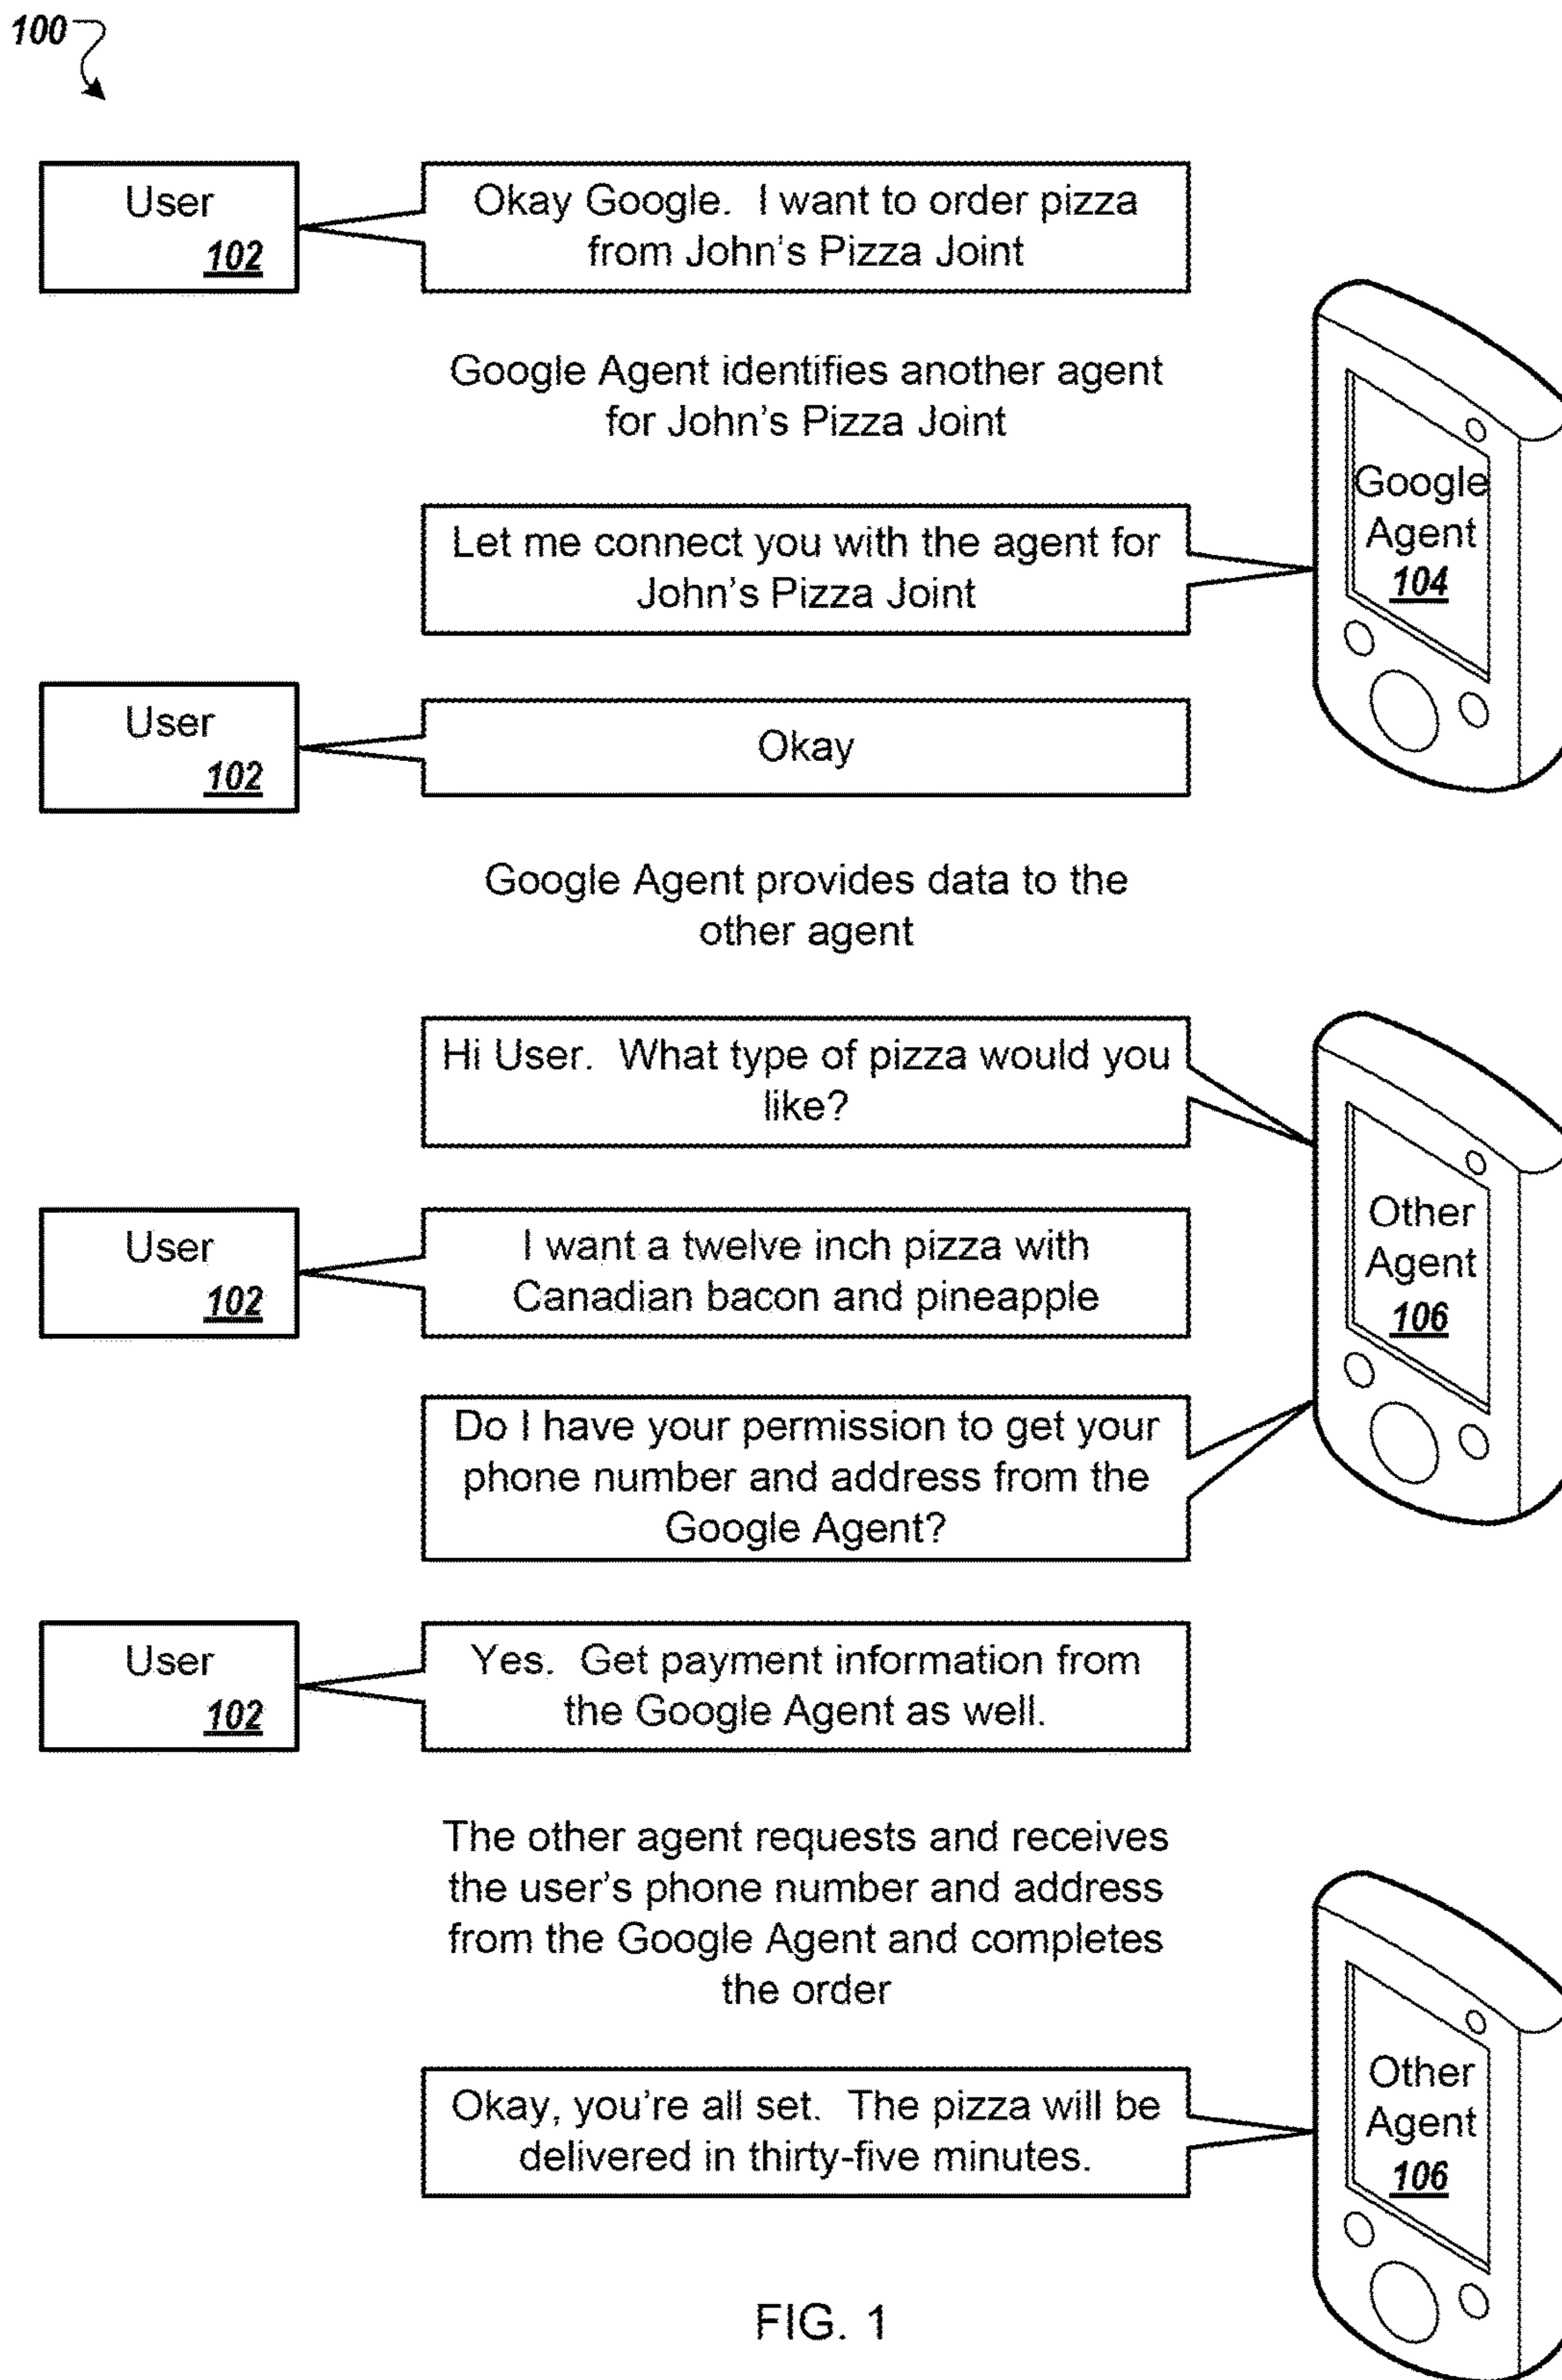 100
User
102
Okay Google. I want to order pizza
from John's Pizza Joint
Google Agent identifies another agent
for John's Pizza Joint
Google
Agent
104
Let me connect you with the agent for
John's Pizza Joint
User
102
Okay
Google Agent provides data to the
other agent
Hi User. What type of pizza would you
like?
Other
Agent
106
User
102
I want a twelve inch pizza with
Canadian bacon and pineapple
Do I have your permission to get your
phone number and address from the
Google Agent?
User
102
Yes. Get payment information from
the Google Agent as well.
The other agent requests and receives
the user's phone number and address
from the Google Agent and completes
the order
Okay, you're all set. The pizza will be
delivered in thirty-five minutes.
Other
Agent
106
FIG. 1